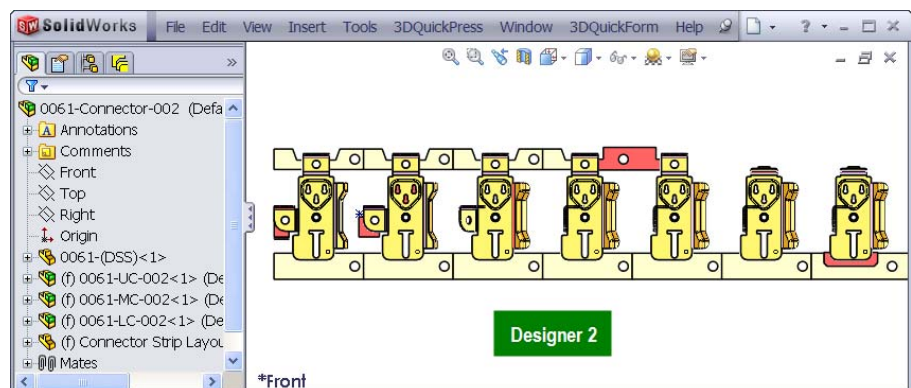 SolidWorks File Edit View Insert Tools 3DQuickPress Window 3DQuickForm Help
0061-Connector-002 (Defa
Annotations
Comments
Front
Top
Right
Origin
0061-(DSS)<1>
(f) 0061-UC-002<1> (De
(f) 0061-MC-002<1> (De
(f) 0061-LC-002<1> (De
(f) Connector Strip Layou
Mates
Designer 2
*Front